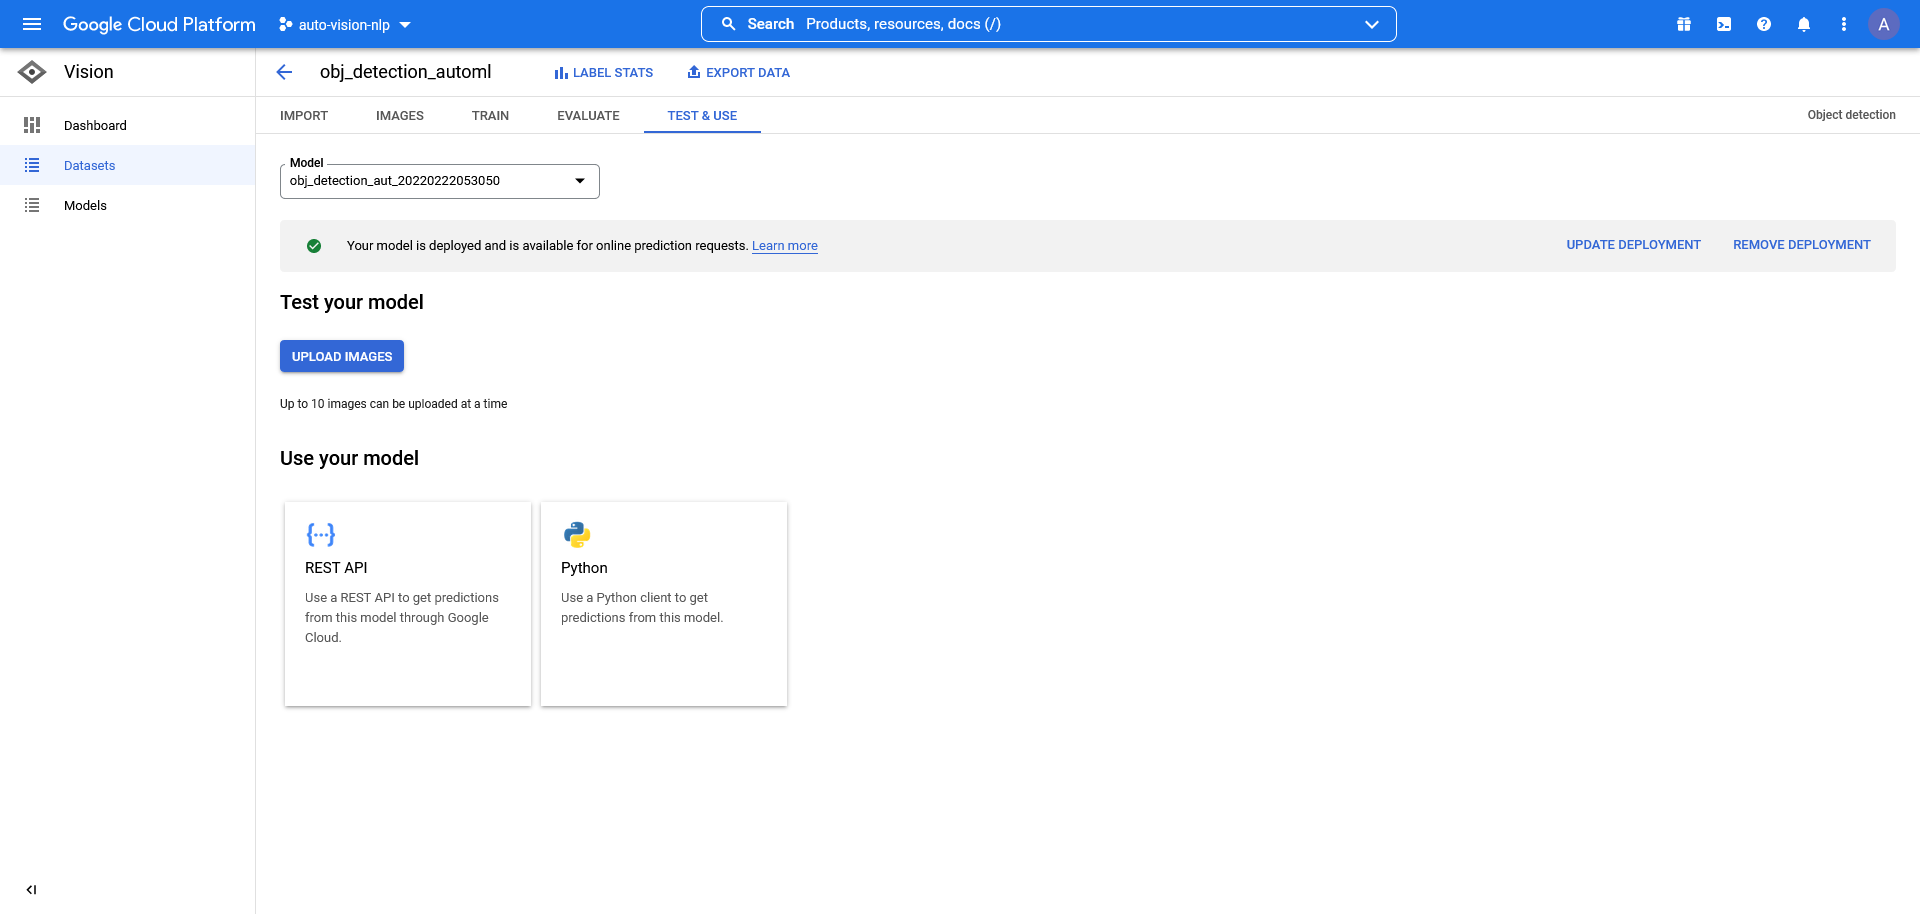 Google Cloud Platform
auto-vision-nlp
Search Products, resources, docs (/)
A
Vision
obj_detection_automl
LABEL STATS
EXPORT DATA
Dashboard
Datasets
Models
IMPORT
IMAGES
TRAIN
EVALUATE
TEST & USE
Object detection
Model
obj_detection_aut_20220222053050
Your model is deployed and is available for online prediction requests. Learn more
UPDATE DEPLOYMENT
REMOVE DEPLOYMENT
Test your model
UPLOAD IMAGES
Up to 10 images can be uploaded at a time
Use your model
REST API
Use a REST API to get predictions
from this model through Google
Cloud.
Python
Use a Python client to get
predictions from this model.